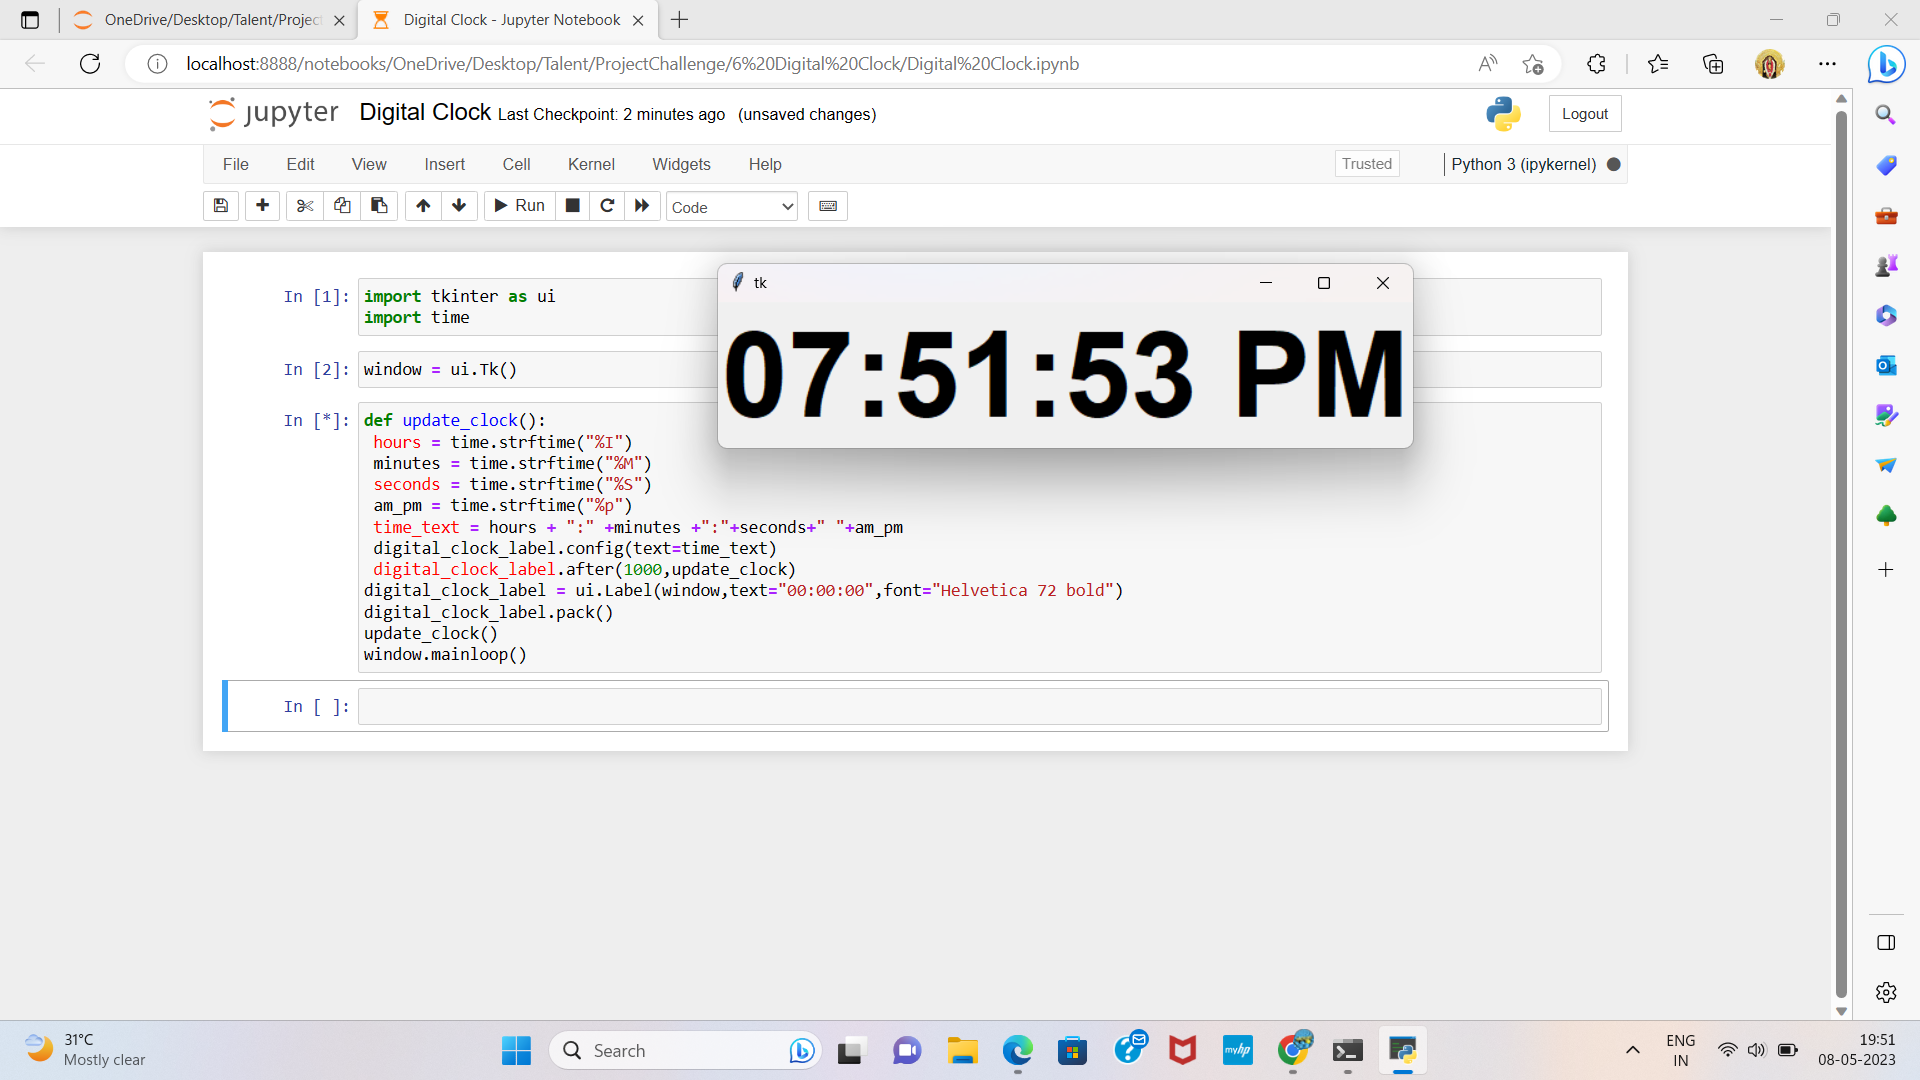 OneDrive/Desktop/Talent/Project
Digital Clock - Jupyter Notebook
localhost:8888/notebooks/OneDrive/Desktop/Talent/ProjectChallenge/6%20Digital%20Clock/Digital%20Clock.ipynb
jupyter Digital Clock Last Checkpoint: 2 minutes ago (unsaved changes)
Logout
File Edit View Insert Cell Kernel Widgets Help
Trusted
Python 3 (ipykernel)
Run
Code
In [1]: import tkinter as ui
import time
tk
07:51:53 PM
In [2]: window = ui.Tk()
In [*]: def update_clock():
hours = time.strftime("%I")
minutes = time.strftime("%M")
seconds = time.strftime("%S")
am_pm = time.strftime("%p")
time_text = hours + ":" +minutes +":"+seconds+" "+am_pm
digital_clock_label.config(text=time_text)
digital_clock_label.after(1000,update_clock)
digital_clock_label = ui.Label(window,text="00:00:00",font="Helvetica 72 bold")
digital_clock_label.pack()
update_clock()
window.mainloop()
In [ ]:
31°C
Mostly clear
Search
myhp
ENG
IN
19:51
08-05-2023